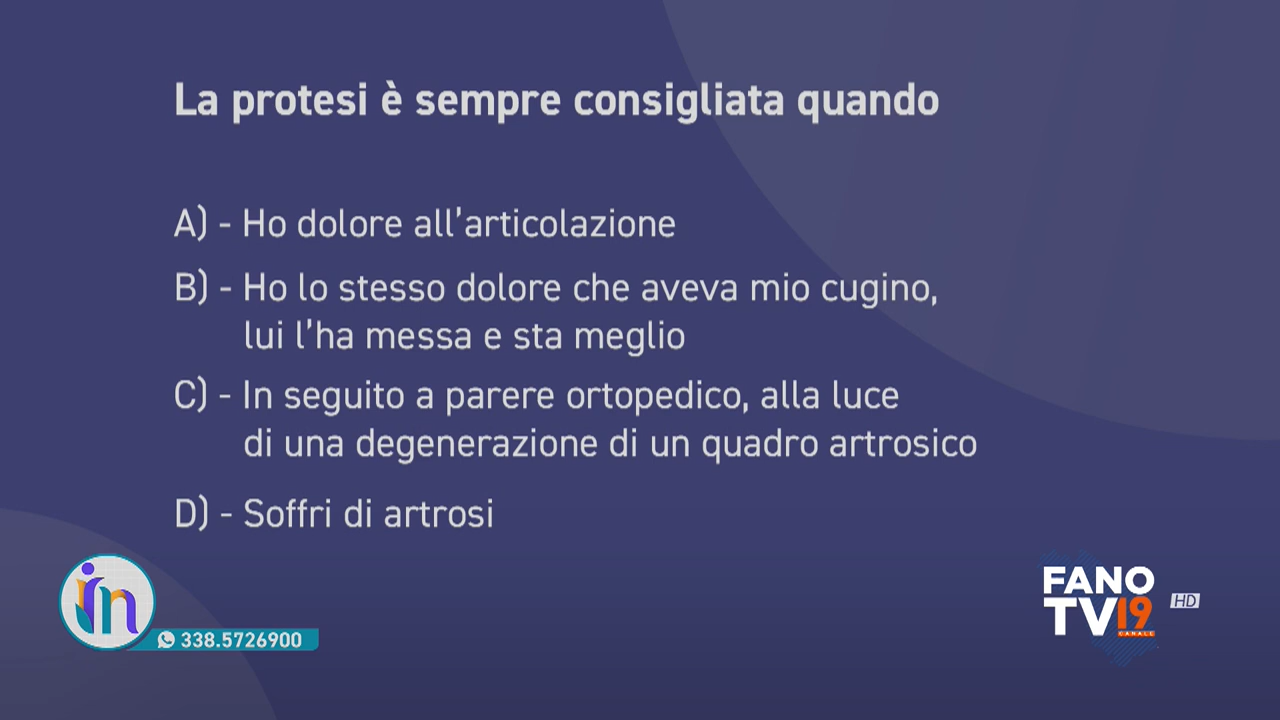 La protesi è sempre consigliata quando
A) - Ho dolore all’articolazione
B) - Ho lo stesso dolore che aveva mio cugino,
lui l’ha messa e sta meglio
C) - In seguito a parere ortopedico, alla luce
di una degenerazione di un quadro artrosico
D) - Soffri di artrosi
in
338.5726900
FANO
TV19
CANALE
HD